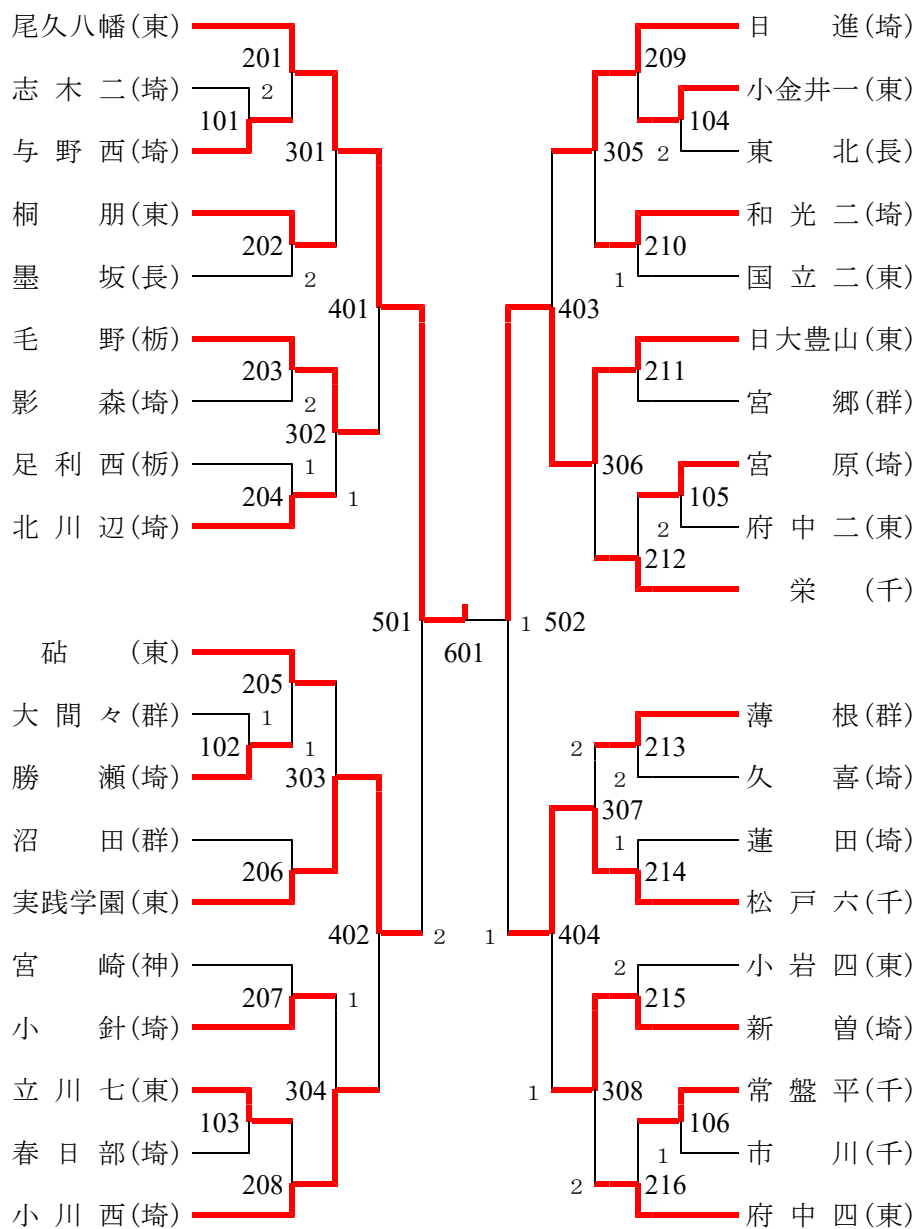 尾久八幡(東)
201
志木二(埼)
2
101
与野西(埼)
301
桐朋(東)
202
墨坂(長)
2
401
毛野(栃)
203
影森(埼)
2
302
足利西(栃)
1
204
1
北川辺(埼)
501
601
砧(東)
205
大間々(群)
1
102
1
勝瀬(埼)
303
沼田(群)
206
実践学園(東)
402
2
宮崎(神)
207
1
小針(埼)
立川七(東)
304
103
春日部(埼)
208
小川西(埼)
日進(埼)
209
小金井一(東)
104
305
2
東北(長)
和光二(埼)
210
1
国立二(東)
403
日大豊山(東)
211
宮郷(群)
306
宮原(埼)
105
2
府中二(東)
212
栄(千)
1
502
薄根(群)
2
213
2
久喜(埼)
307
1
蓮田(埼)
214
松戸六(千)
1
404
2
小岩四(東)
215
新曽(埼)
1
308
常盤平(千)
106
1
市川(千)
2
216
府中四(東)